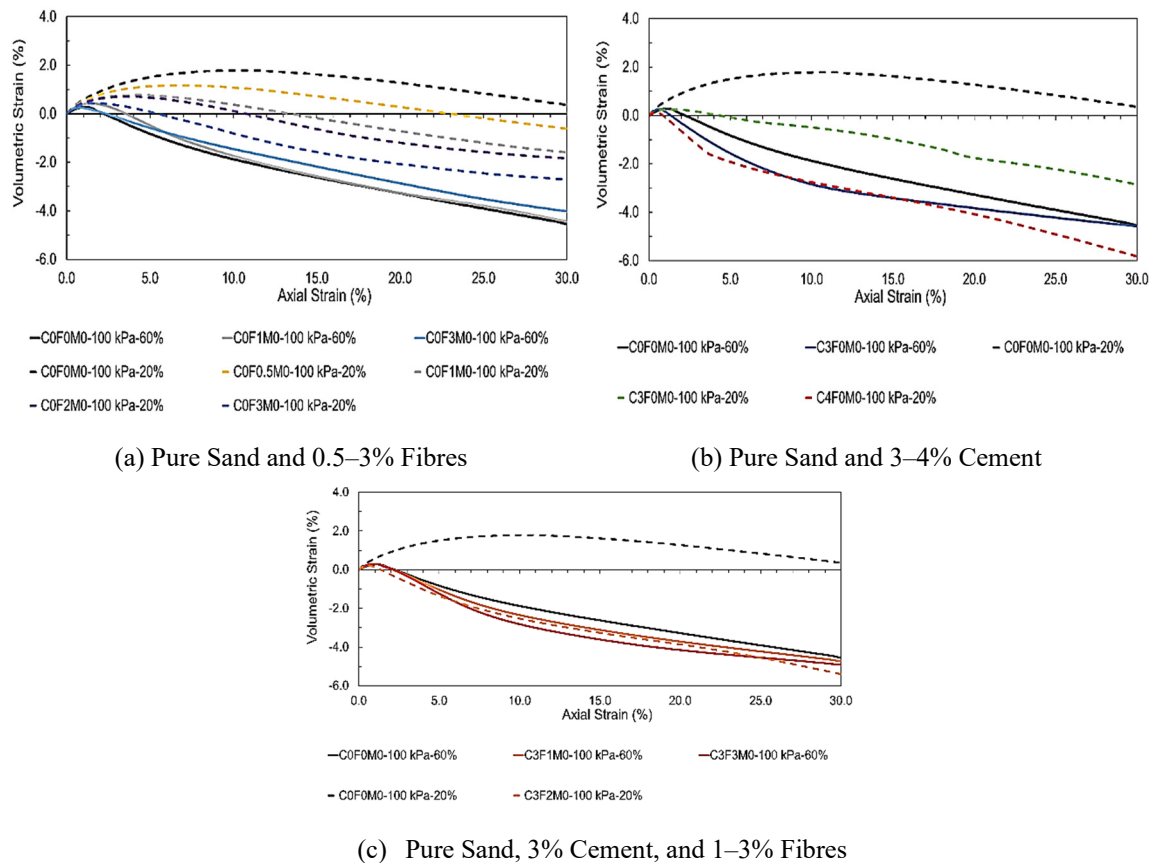 4.0
2.0
0.0
-2.0
-4.0
-6.0
Volumetric Strain (%)
0.0 5.0 10.0 15.0 20.0 25.0 30.0
Axial Strain (%)
C0F0M0-100 kPa-60% C0F1M0-100 kPa-60% C0F3M0-100 kPa-60%
C0F0M0-100 kPa-20% C0F0.5M0-100 kPa-20% C0F1M0-100 kPa-20%
C0F2M0-100 kPa-20% C0F3M0-100 kPa-20%
(a) Pure Sand and 0.5–3% Fibres
4.0
2.0
0.0
-2.0
-4.0
-6.0
Volumetric Strain (%)
0.0 5.0 10.0 15.0 20.0 25.0 30.0
Axial Strain (%)
C0F0M0-100 kPa-60% C3F0M0-100 kPa-60% C0F0M0-100 kPa-20%
C3F0M0-100 kPa-20% C4F0M0-100 kPa-20%
(b) Pure Sand and 3–4% Cement
4.0
2.0
0.0
-2.0
-4.0
-6.0
Volumetric Strain (%)
0.0 5.0 10.0 15.0 20.0 25.0 30.0
Axial Strain (%)
C0F0M0-100 kPa-60% C3F1M0-100 kPa-60% C3F3M0-100 kPa-60%
C0F0M0-100 kPa-20% C3F2M0-100 kPa-20%
(c) Pure Sand, 3% Cement, and 1–3% Fibres